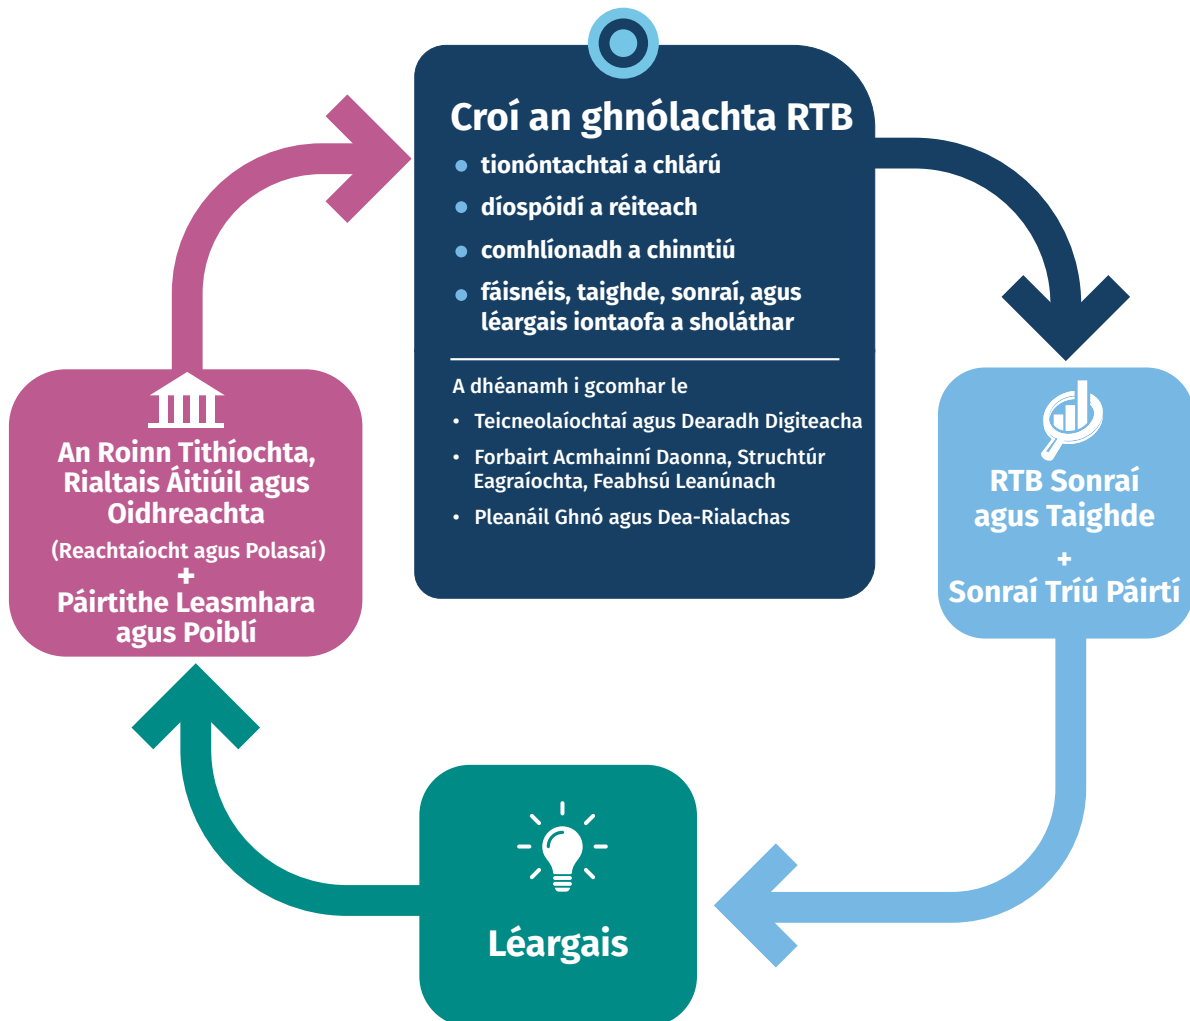 Croí an ghnólachta RTB
tionóntachtaí a chlárú
díospóidí a réiteach
comhlíonadh a chinntiú
fáisnéis, taighde, sonraí, agus
léargais iontaofa a sholáthar
A dhéanamh i gcomhar le
• Teicneolaíochtaí agus Dearadh Digiteacha
• Forbairt Acmhainní Daonna, Struchtúr
Eagraíochta, Feabhsú Leanúnach
• Pleanáil Ghnó agus Dea-Rialachas
RTB Sonraí
agus Taighde
+
Sonraí Tríú Páirtí
Léargais
An Roinn Tithíochta,
Rialtais Áitiúil agus
Oidhreachta
(Reachtaíocht agus Polasaí)
+
Páirtithe Leasmhara
agus Poiblí